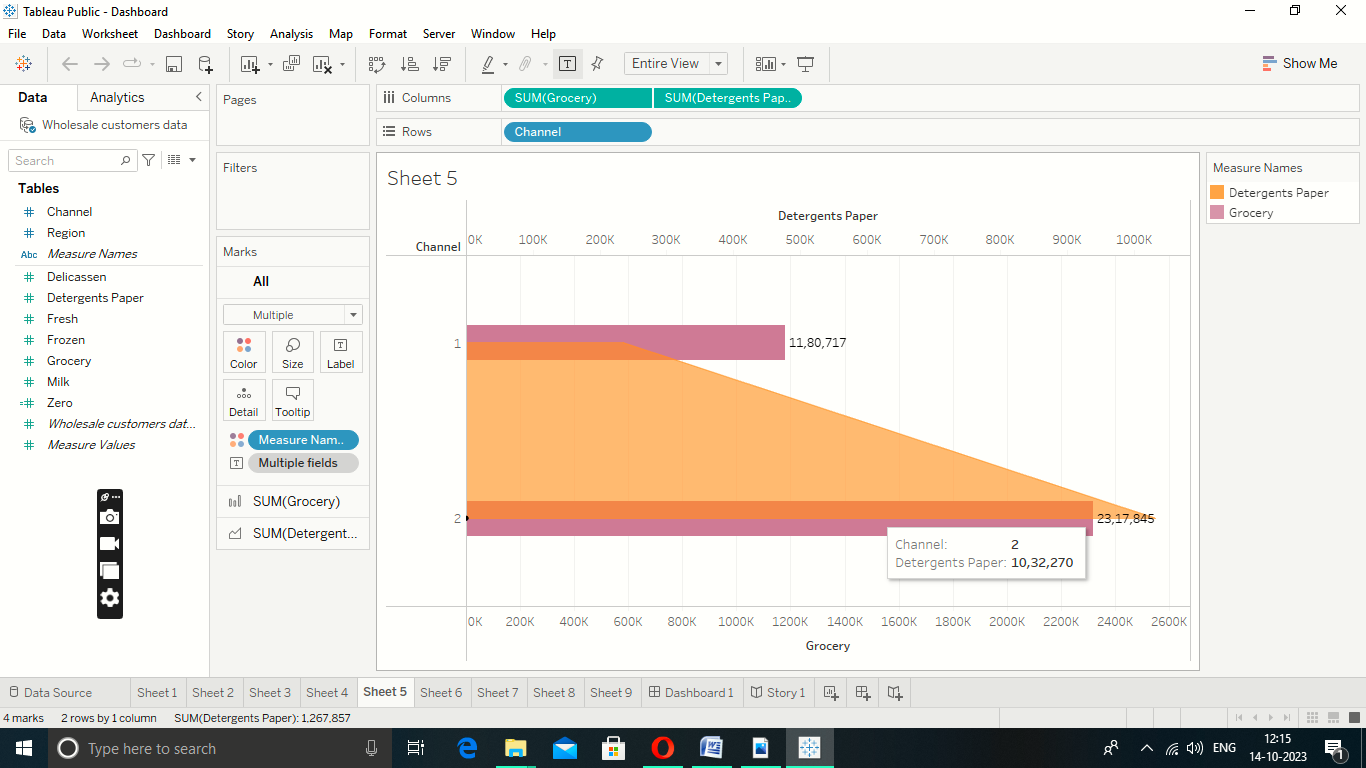 Tableau Public - Dashboard
File Data Worksheet Dashboard Story Analysis Map Format Server Window Help
Entire View
Show Me
Data Analytics
Wholesale customers data
Search
Tables
Channel
Region
Abc Measure Names
Delicassen
Detergents Paper
Fresh
Frozen
Grocery
Milk
Zero
Wholesale customers dat...
Measure Values
Pages
Filters
Marks
All
Multiple
Color Size Label
Detail Tooltip
Measure Nam..
Multiple fields
SUM(Grocery)
SUM(Detergent...
Columns SUM(Grocery) SUM(Detergents Pap..
Rows Channel
Sheet 5
Detergents Paper
Channel 0K 100K 200K 300K 400K 500K 600K 700K 800K 900K 1000K
1 11,80,717
2 23,17,845
Channel: 2
Detergents Paper: 10,32,270
0K 200K 400K 600K 800K 1000K 1200K 1400K 1600K 1800K 2000K 2200K 2400K 2600K
Grocery
Measure Names
Detergents Paper
Grocery
Data Source Sheet 1 Sheet 2 Sheet 3 Sheet 4 Sheet 5 Sheet 6 Sheet 7 Sheet 8 Sheet 9 Dashboard 1 Story 1
4 marks 2 rows by 1 column SUM(Detergents Paper): 1,267,857
Type here to search
ENG
12:15
14-10-2023
1